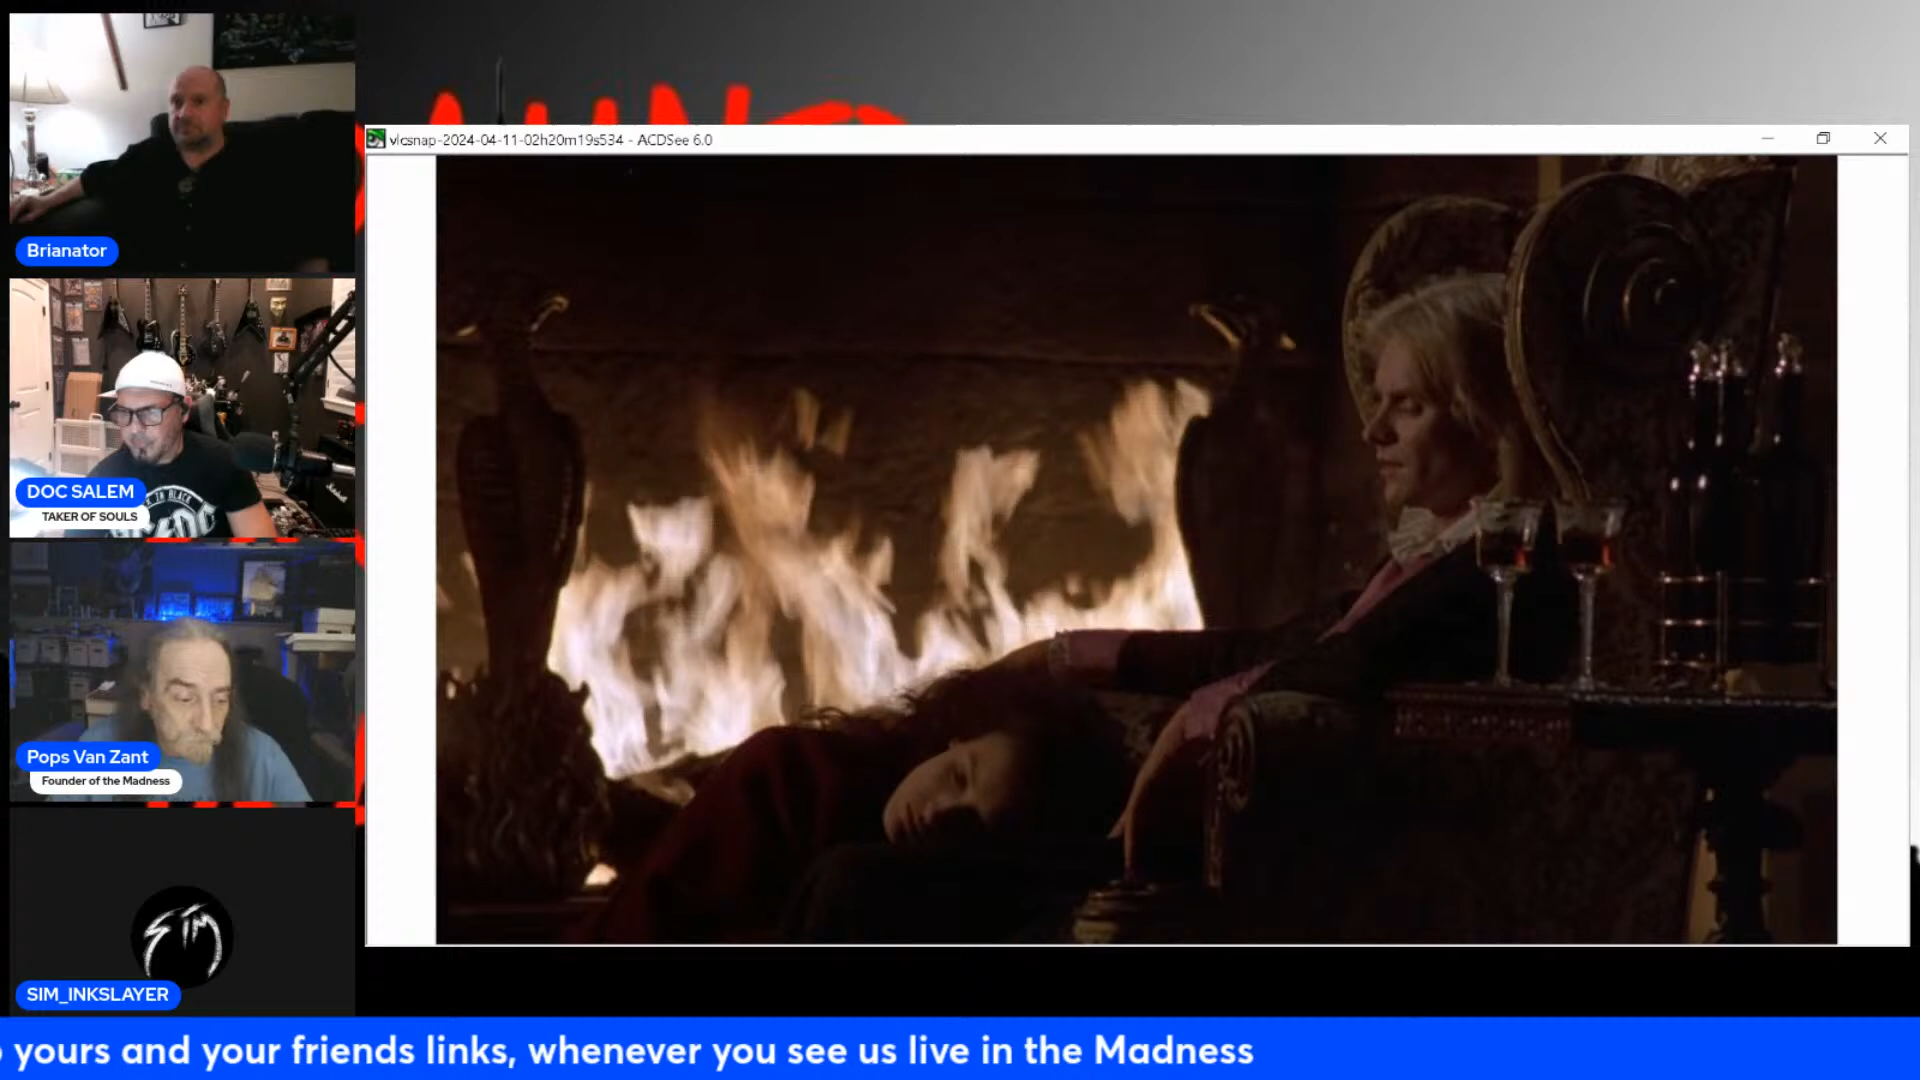 vlcsnap-2024-04-11-02h20m19s534 - ACDSee 6.0
Brianator
DOC SALEM
TAKER OF SOULS
Pops Van Zant
Founder of the Madness
SIM
SIM_INKSLAYER
yours and your friends links, whenever you see us live in the Madness